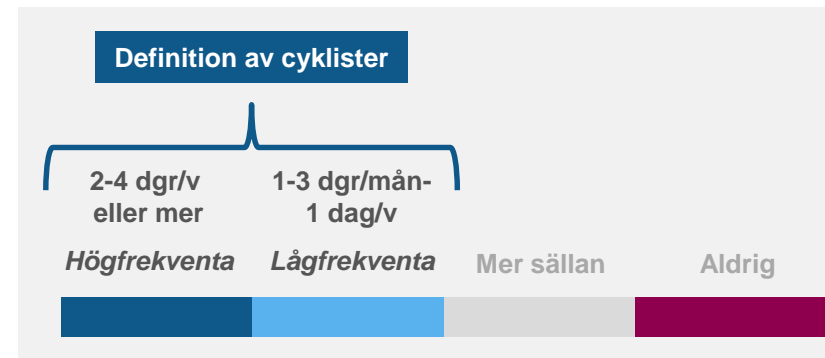 Definition av cyklister
2-4 dgr/v
eller mer
1-3 dgr/mån-
1 dag/v
Högfrekventa
Lågfrekventa
Mer sällan
Aldrig